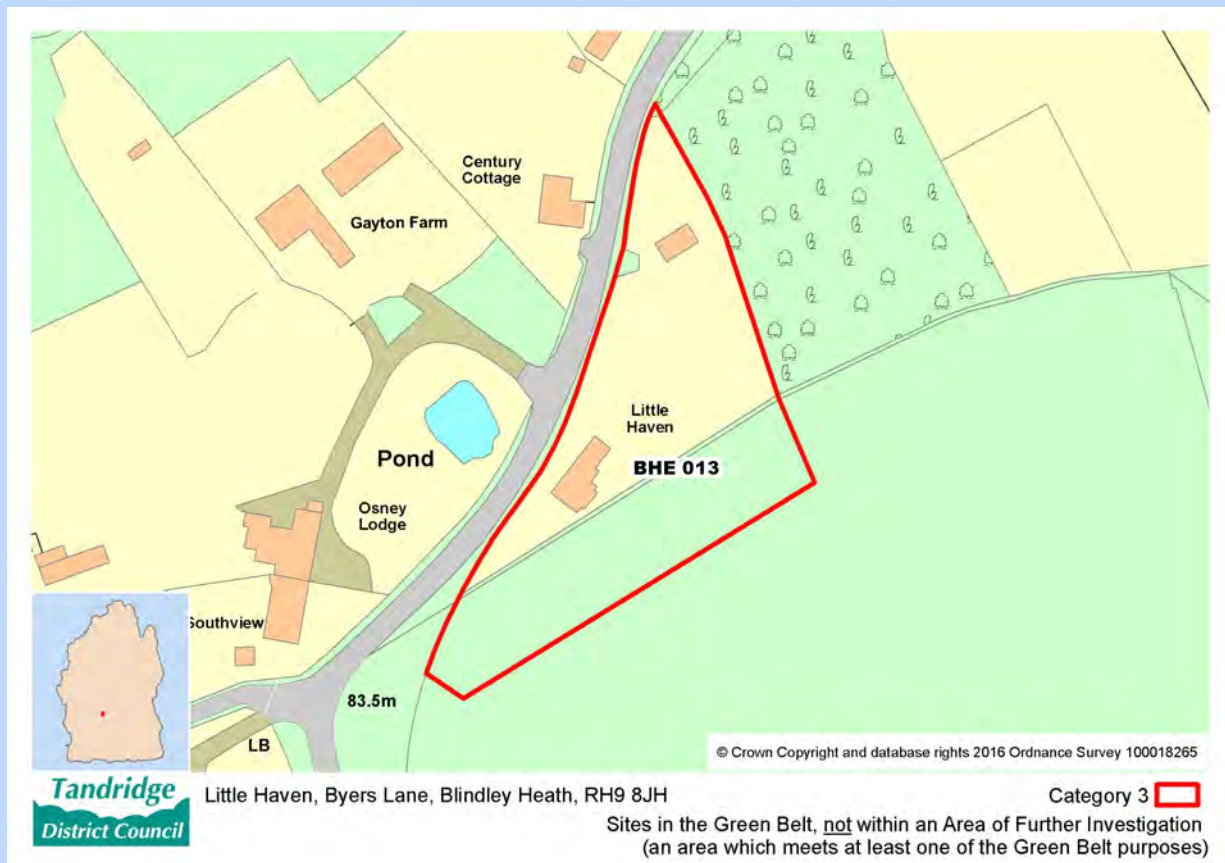 Century
Cottage
Gayton Farm
Little
Haven
BHE 013
Pond
Osney
Lodge
Southview
83.5m
LB
© Crown Copyright and database rights 2016 Ordnance Survey 100018265
Tandridge
District Council
Little Haven, Byers Lane, Blindley Heath, RH9 8JH
Category 3
Sites in the Green Belt, not within an Area of Further Investigation
(an area which meets at least one of the Green Belt purposes)